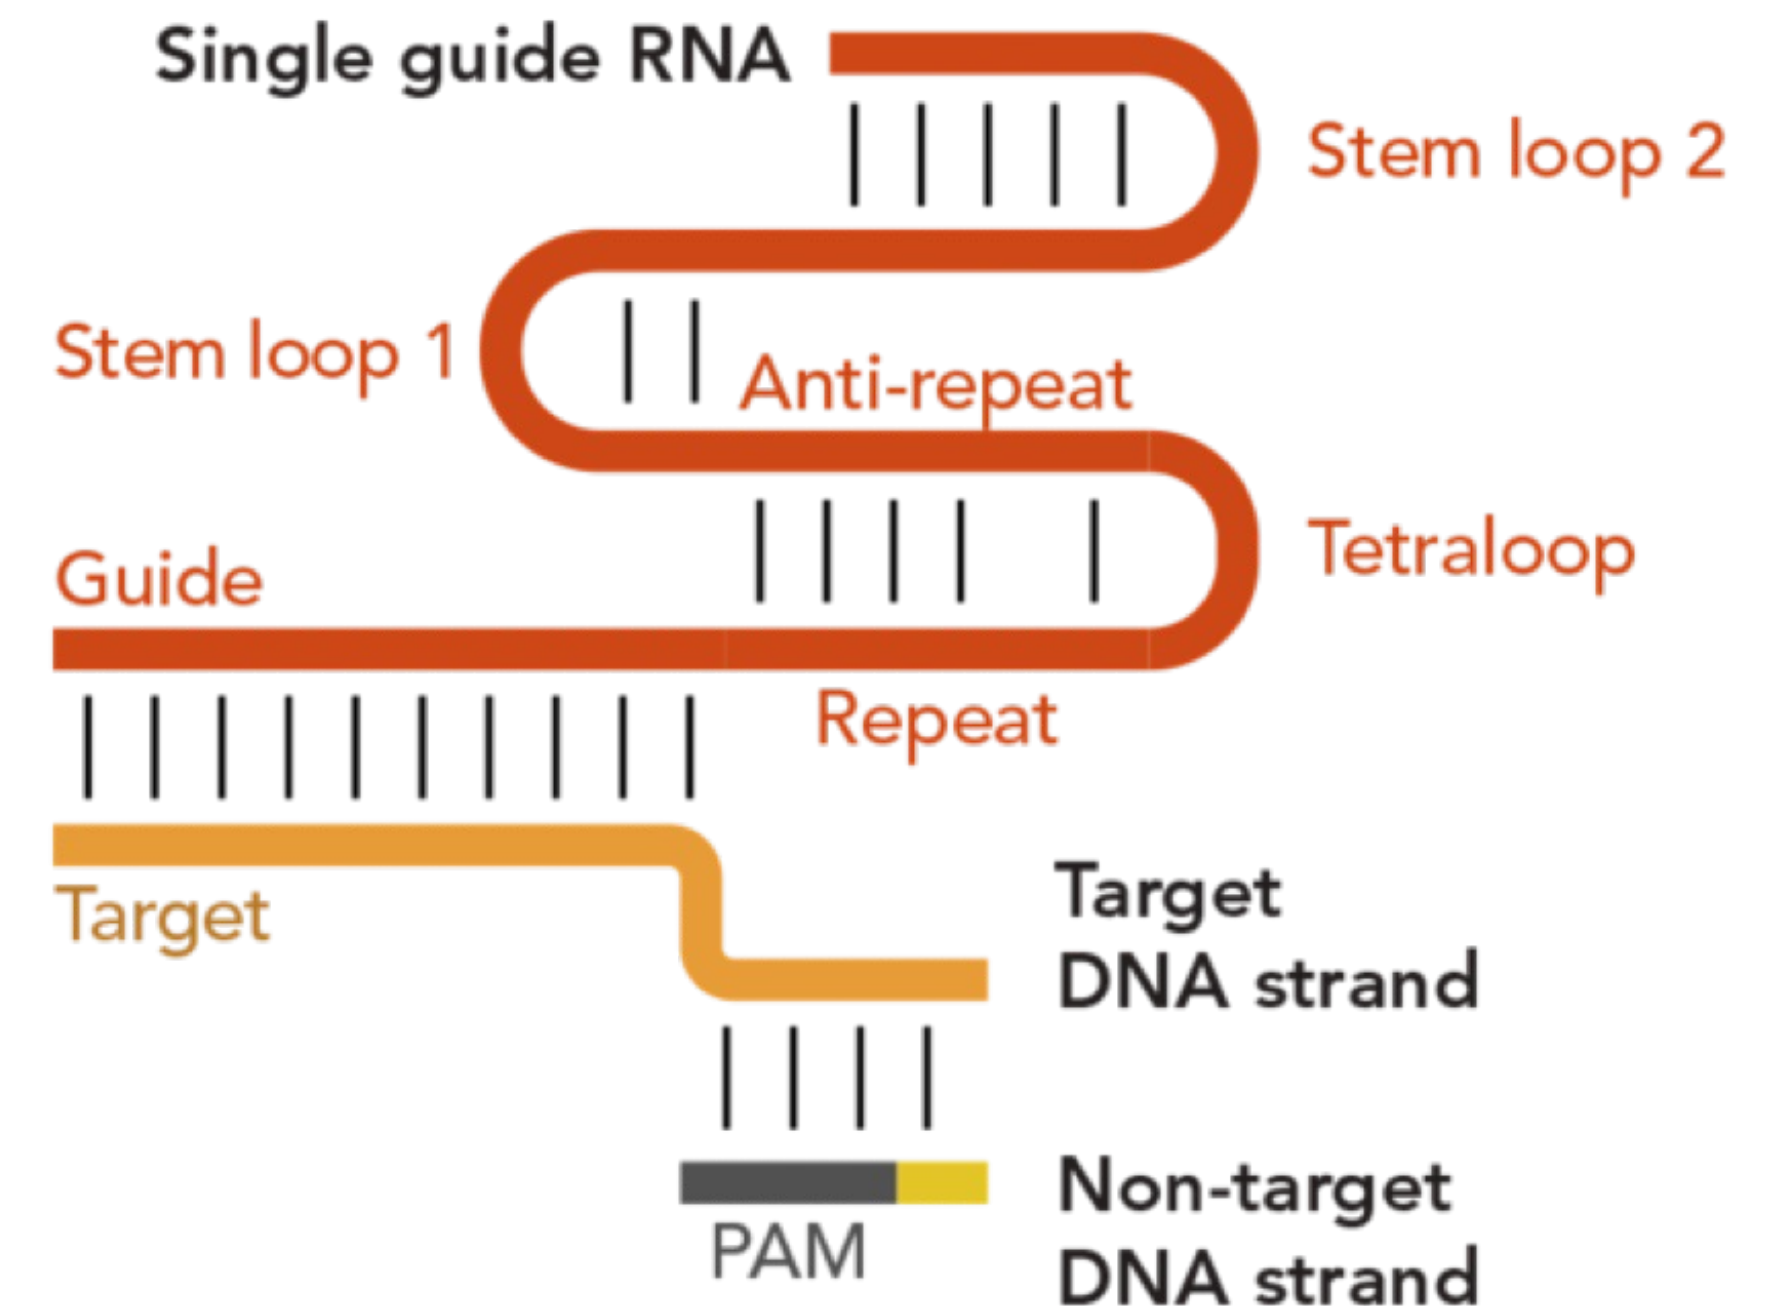 Single guide RNA
Stem loop 2
Stem loop 1
Anti-repeat
Tetraloop
Guide
Repeat
Target
Target
DNA strand
Non-target
DNA strand
PAM